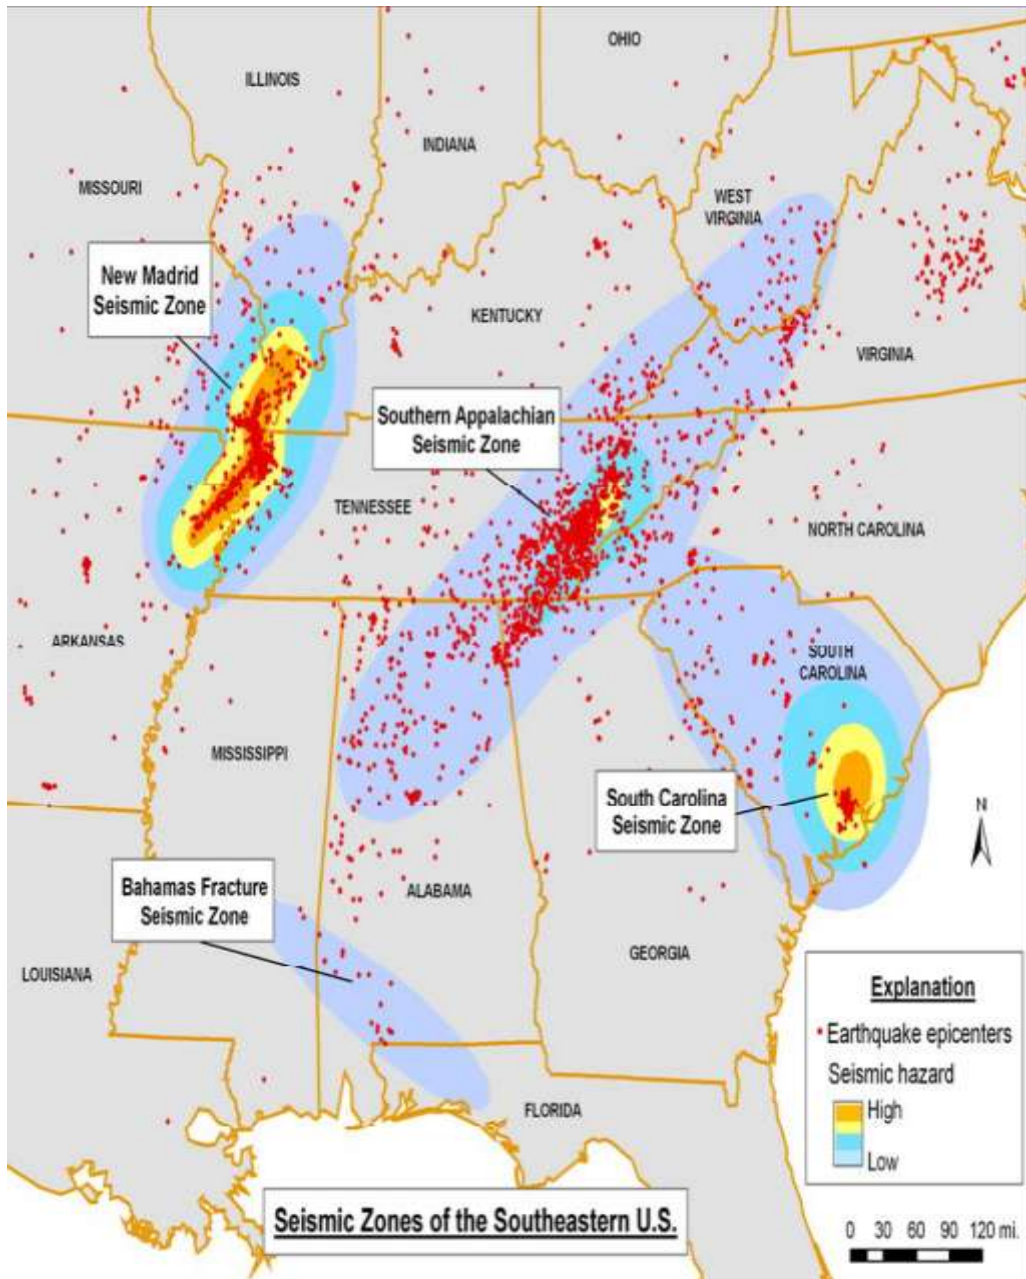 OHIO
ILLINOIS
INDIANA
MISSOURI
WEST
VIRGINIA
New Madrid
Seismic Zone
KENTUCKY
VIRGINIA
Southern Appalachian
Seismic Zone
TENNESSEE
NORTH CAROLINA
ARKANSAS
SOUTH
CAROLINA
MISSISSIPPI
South Carolina
Seismic Zone
N
Bahamas Fracture
Seismic Zone
ALABAMA
GEORGIA
LOUISIANA
Explanation
Earthquake epicenters
Seismic hazard
High
Low
FLORIDA
Seismic Zones of the Southeastern U.S.
0 30 60 90 120 mi.